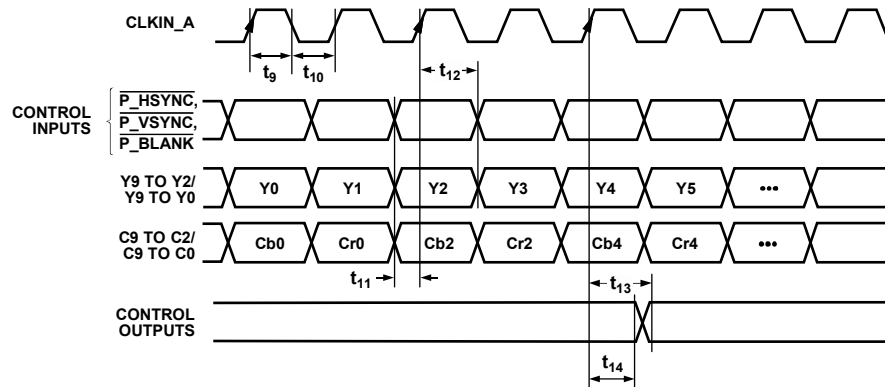 CLKIN_A
t9
t10
t12
CONTROL
INPUTS
P_HSYNC,
P_VSYNC,
P_BLANK
Y9 TO Y2/
Y9 TO Y0
Y0
Y1
Y2
Y3
Y4
Y5
•••
C9 TO C2/
C9 TO C0
Cb0
Cr0
Cb2
Cr2
Cb4
Cr4
•••
t11
t13
CONTROL
OUTPUTS
t14